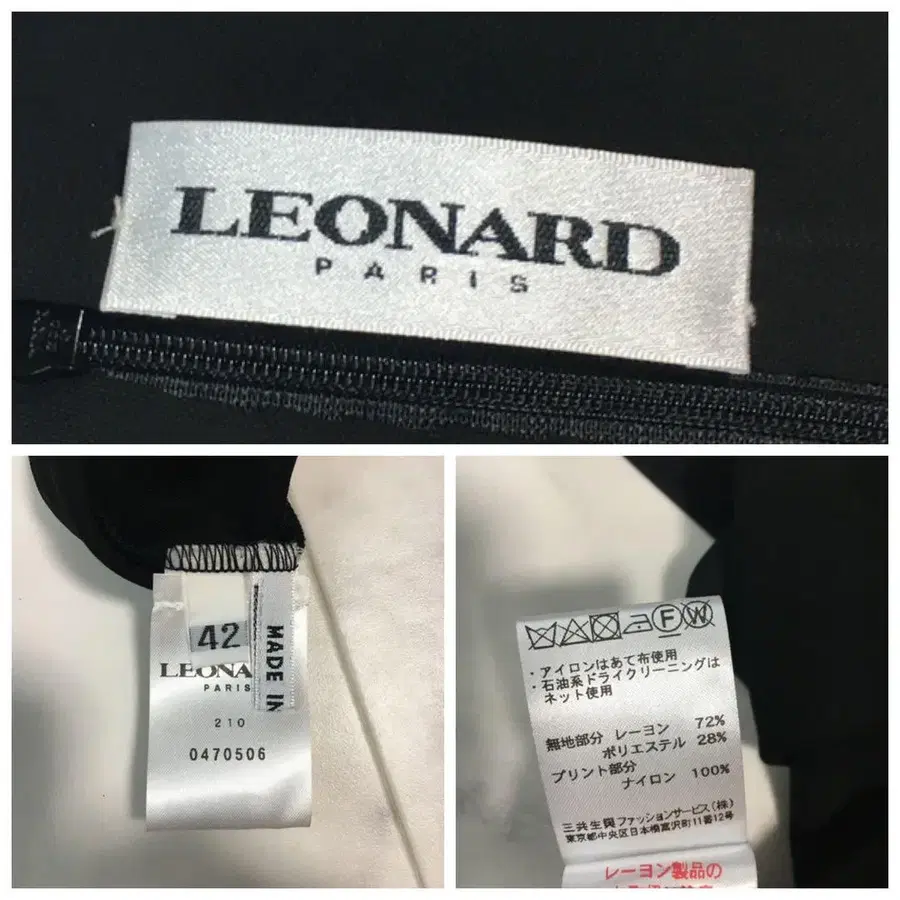 LEONARD
PARIS
42
MADE IN
LEONA
PARIS
210
0470506
F W
・アイロンはあて布使用
・石油系ドライクリーニングは
ネット使用
無地部分 レーヨン 72%
ポリエステル 28%
プリント部分
ナイロン 100%
三共生興ファッションサービス(株)
東京都中央区日本橋富沢町11番12号
レーヨン製品の